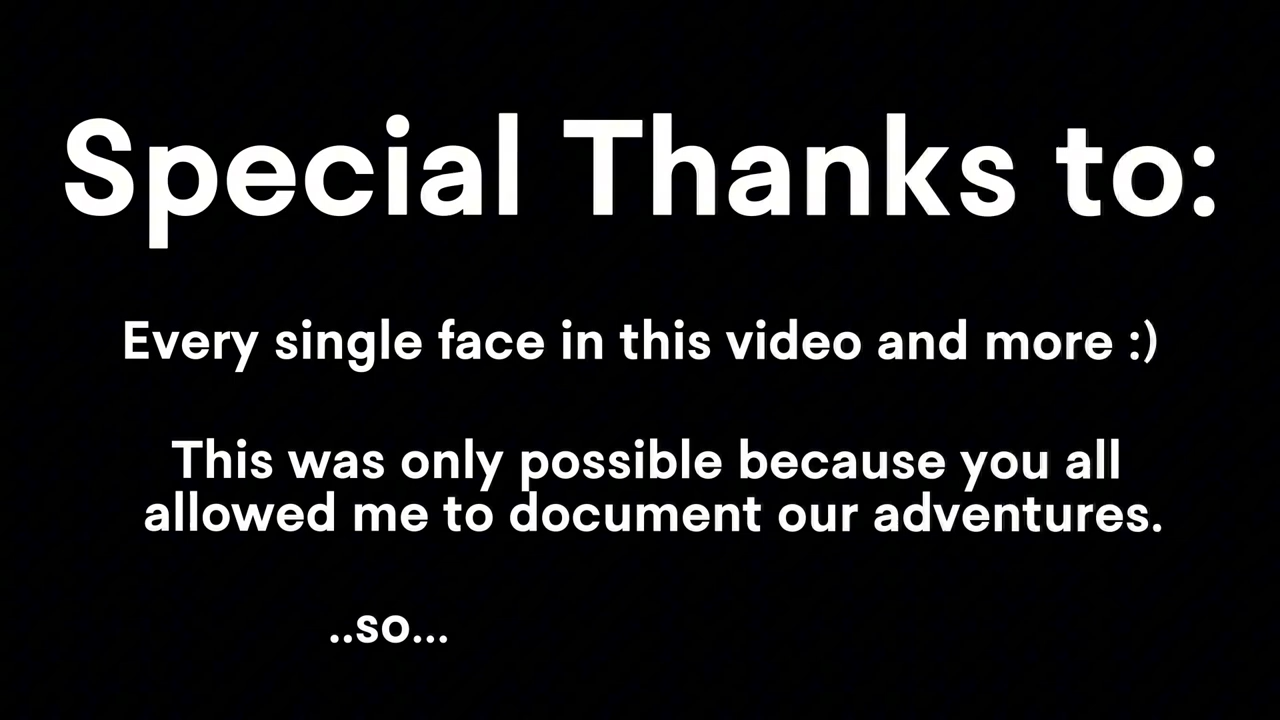 Special Thanks to:
Every single face in this video and more :)
This was only possible because you all
allowed me to document our adventures.
..so...